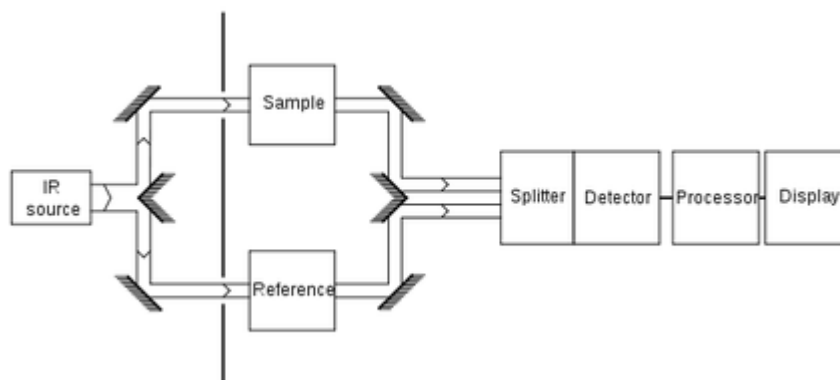 Sample
IR
source
Splitter
Detector
Processor
Display
Reference